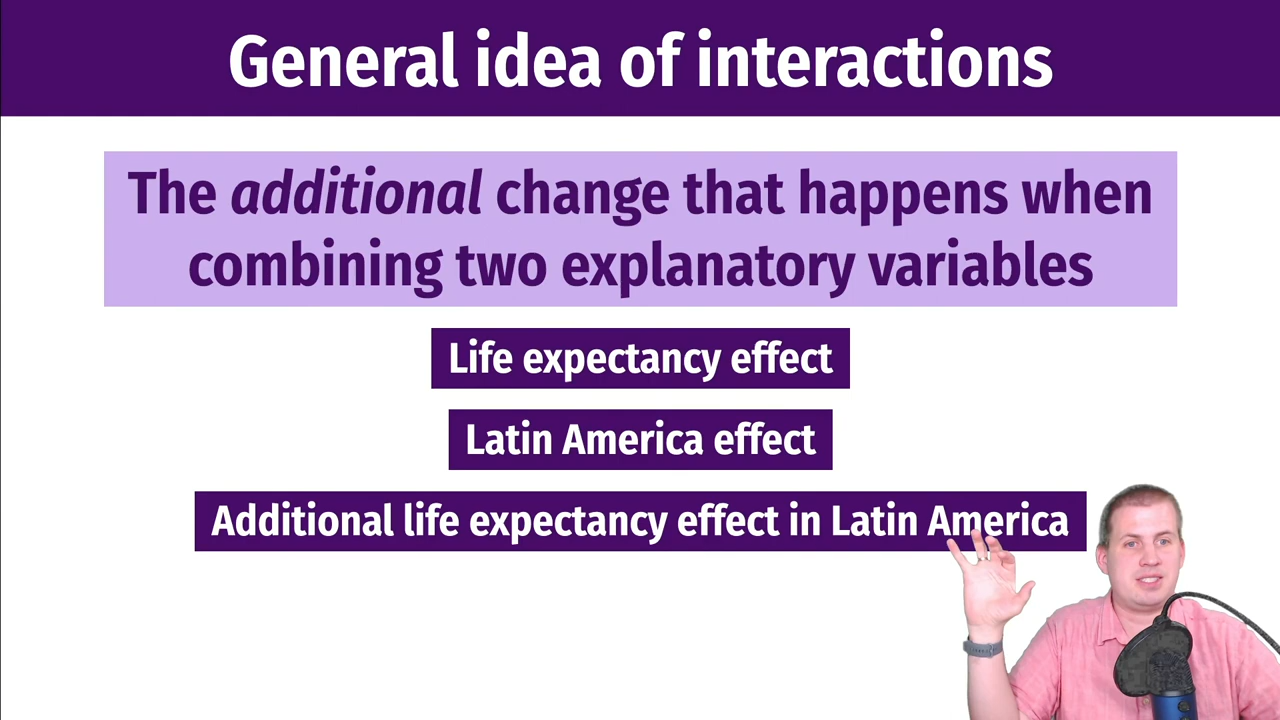 General idea of interactions
The additional change that happens when
combining two explanatory variables
Life expectancy effect
Latin America effect
Additional life expectancy effect in Latin America